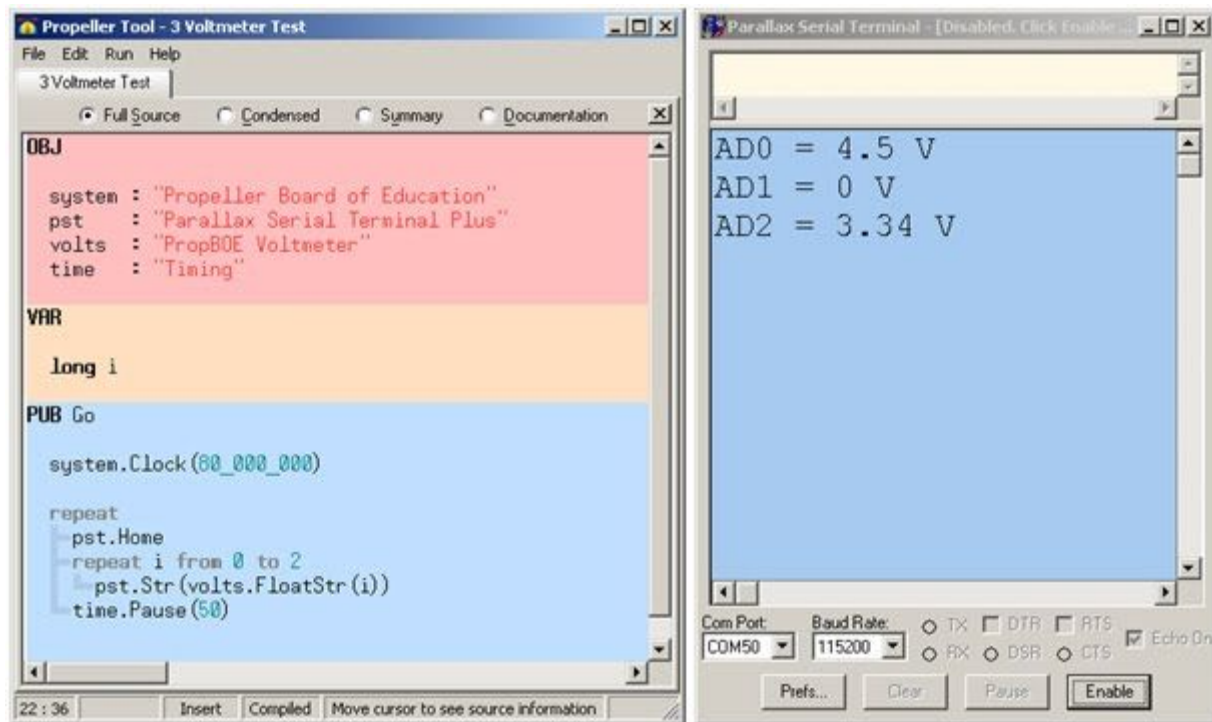 Propeller Tool - 3 Voltmeter Test
File Edit Run Help
3 Voltmeter Test
Full Source Condensed Summary Documentation
OBJ
system : "Propeller Board of Education"
pst : "Parallax Serial Terminal Plus"
volts : "PropBOE Voltmeter"
time : "Timing"
VAR
long i
PUB Go
system.Clock(80_000_000)
repeat
pst.Home
repeat i from 0 to 2
pst.Str(volts.FloatStr(i))
time.Pause(50)
22 : 36 Insert Compiled Move cursor to see source information
Parallax Serial Terminal - [Disabled. Click Enable ...
AD0 = 4.5 V
AD1 = 0 V
AD2 = 3.34 V
Com Port: Baud Rate: TX DTR RTS
COM50 115200 RX DSR CTS Echo On
Prefs... Clear Pause Enable